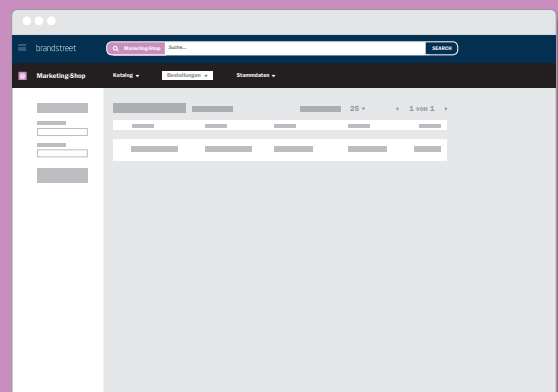 brandstreet
Marketing-Shop
Suche...
SEARCH
Marketing-Shop
Katalog
Bestellungen
Stammdaten
25
1 von 1